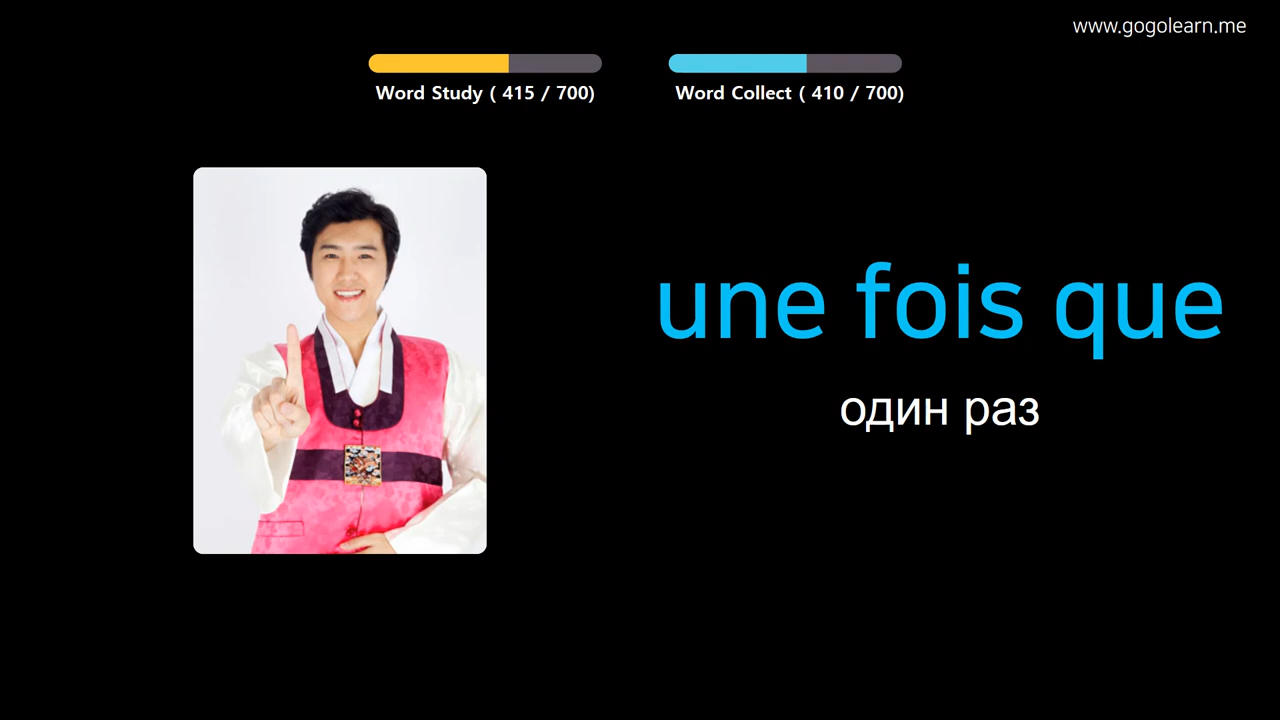 www.gogolearn.me
Word Study ( 415 / 700)
Word Collect ( 410 / 700)
une fois que
один раз